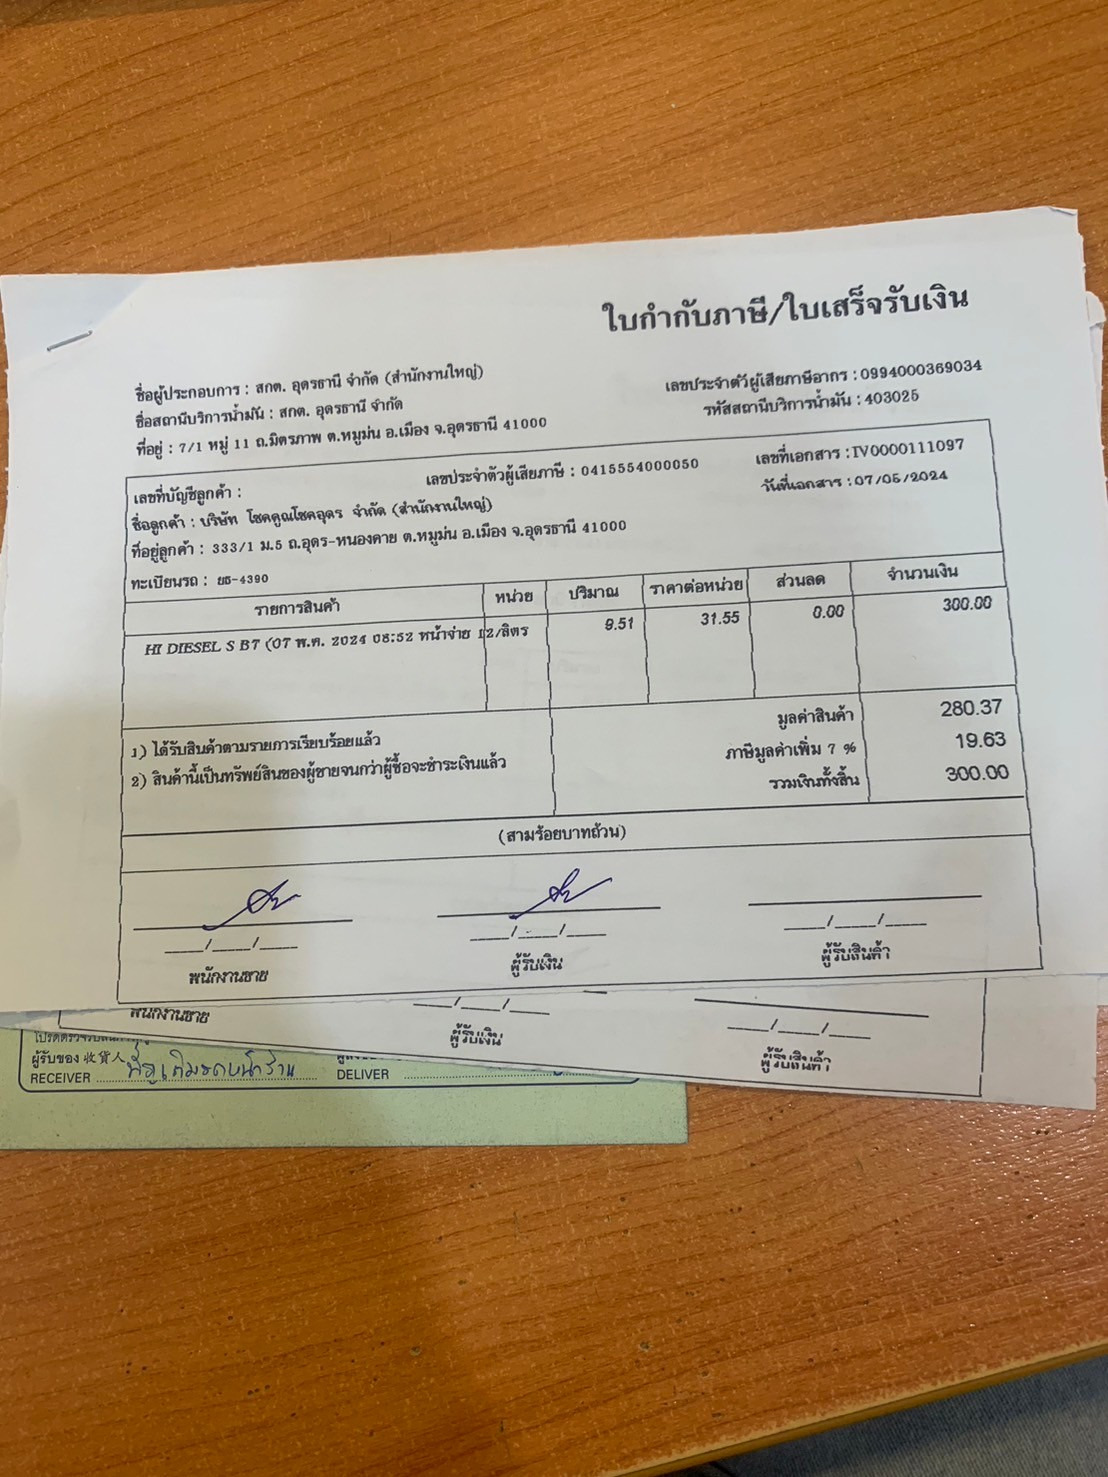 ใบกำกับภาษี/ใบเสร็จรับเงิน
ชื่อผู้ประกอบการ : สกต. อุดรธานี จำกัด (สำนักงานใหญ่)
เลขประจำตัวผู้เสียภาษีอากร : 0994000369034
ชื่อสถานีบริการน้ำมัน : สกต. อุดรธานี จำกัด
รหัสสถานีบริการน้ำมัน : 403025
ที่อยู่ : 7/1 หมู่ 11 ถ.มิตรภาพ ต.หมูม่น อ.เมือง จ.อุดรธานี 41000
เลขที่บัญชีลูกค้า :
เลขประจำตัวผู้เสียภาษี : 0415554000050
เลขที่เอกสาร : IV0000111097
ชื่อลูกค้า : บริษัท โชคคูณโชคอุดร จำกัด (สำนักงานใหญ่)
วันที่เอกสาร : 07/05/2024
ที่อยู่ลูกค้า : 333/1 ม.5 ถ.อุดร-หนองคาย ต.หมูม่น อ.เมือง จ.อุดรธานี 41000
ทะเบียนรถ : ยธ-4390
รายการสินค้า หน่วย ปริมาณ ราคาต่อหน่วย ส่วนลด จำนวนเงิน
HI DIESEL S B7 (07 พ.ค. 2024 08:52 หน้าจ่าย 12/ลิตร 9.51 31.55 0.00 300.00
1) ได้รับสินค้าตามรายการเรียบร้อยแล้ว
2) สินค้านี้เป็นทรัพย์สินของผู้ขายจนกว่าผู้ซื้อจะชำระเงินแล้ว
มูลค่าสินค้า 280.37
ภาษีมูลค่าเพิ่ม 7 % 19.63
รวมเงินทั้งสิ้น 300.00
(สามร้อยบาทถ้วน)
___/___/___ ___/___/___ ___/___/___
พนักงานขาย ผู้รับเงิน ผู้รับสินค้า
___/___/___ ___/___/___
พนักงานขาย ผู้รับเงิน ผู้รับสินค้า
ผู้รับของ 收貨人
RECEIVER DELIVER